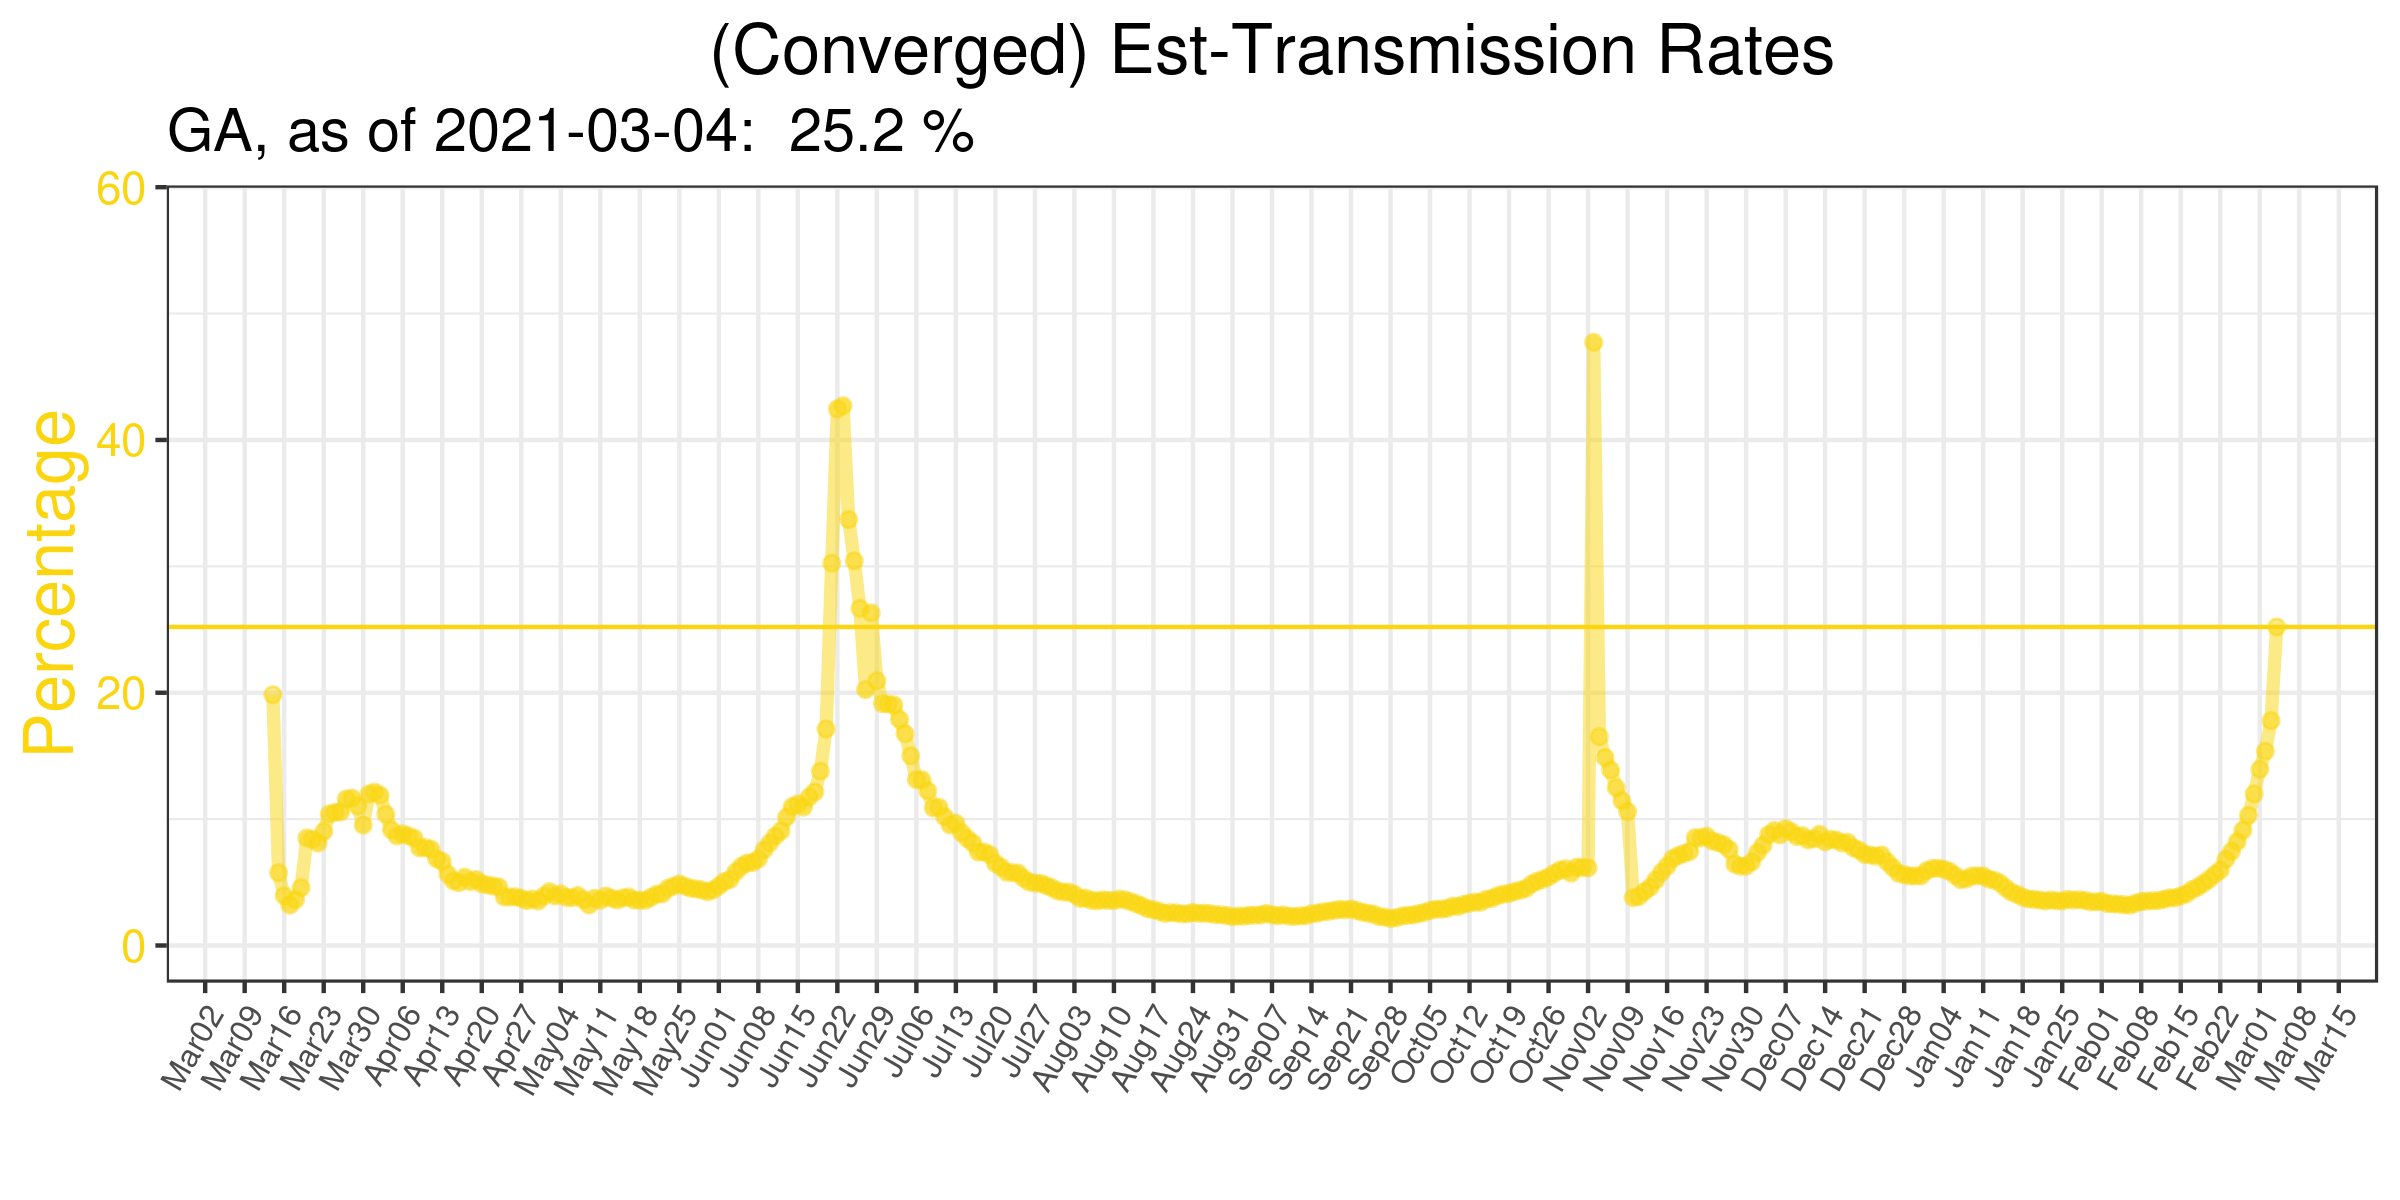 (Converged) Est-Transmission Rates
GA, as of 2021-03-04:  25.2 %
Percentage
60
40
20
0
Mar02
Mar09
Mar16
Mar23
Mar30
Apr06
Apr13
Apr20
Apr27
May04
May11
May18
May25
Jun01
Jun08
Jun15
Jun22
Jun29
Jul06
Jul13
Jul20
Jul27
Aug03
Aug10
Aug17
Aug24
Aug31
Sep07
Sep14
Sep21
Sep28
Oct05
Oct12
Oct19
Oct26
Nov02
Nov09
Nov16
Nov23
Nov30
Dec07
Dec14
Dec21
Dec28
Jan04
Jan11
Jan18
Jan25
Feb01
Feb08
Feb15
Feb22
Mar01
Mar08
Mar15